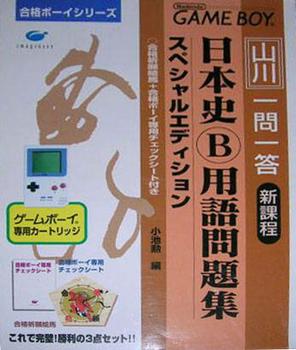 合格ボーイシリーズ
imagineer
Nintendo
GAME BOY
山川
一問一答
新課程
日本史B用語問題集
スペシャルエディション
○合格祈願絵馬+合格ボーイ専用チェックシート付き
小池勲 編
ゲームボーイ
専用カートリッジ
合格ボーイ専用
チェックシート
合格ボーイ専用
チェックシート
合格祈願絵馬
これで完璧!勝利の3点セット!!